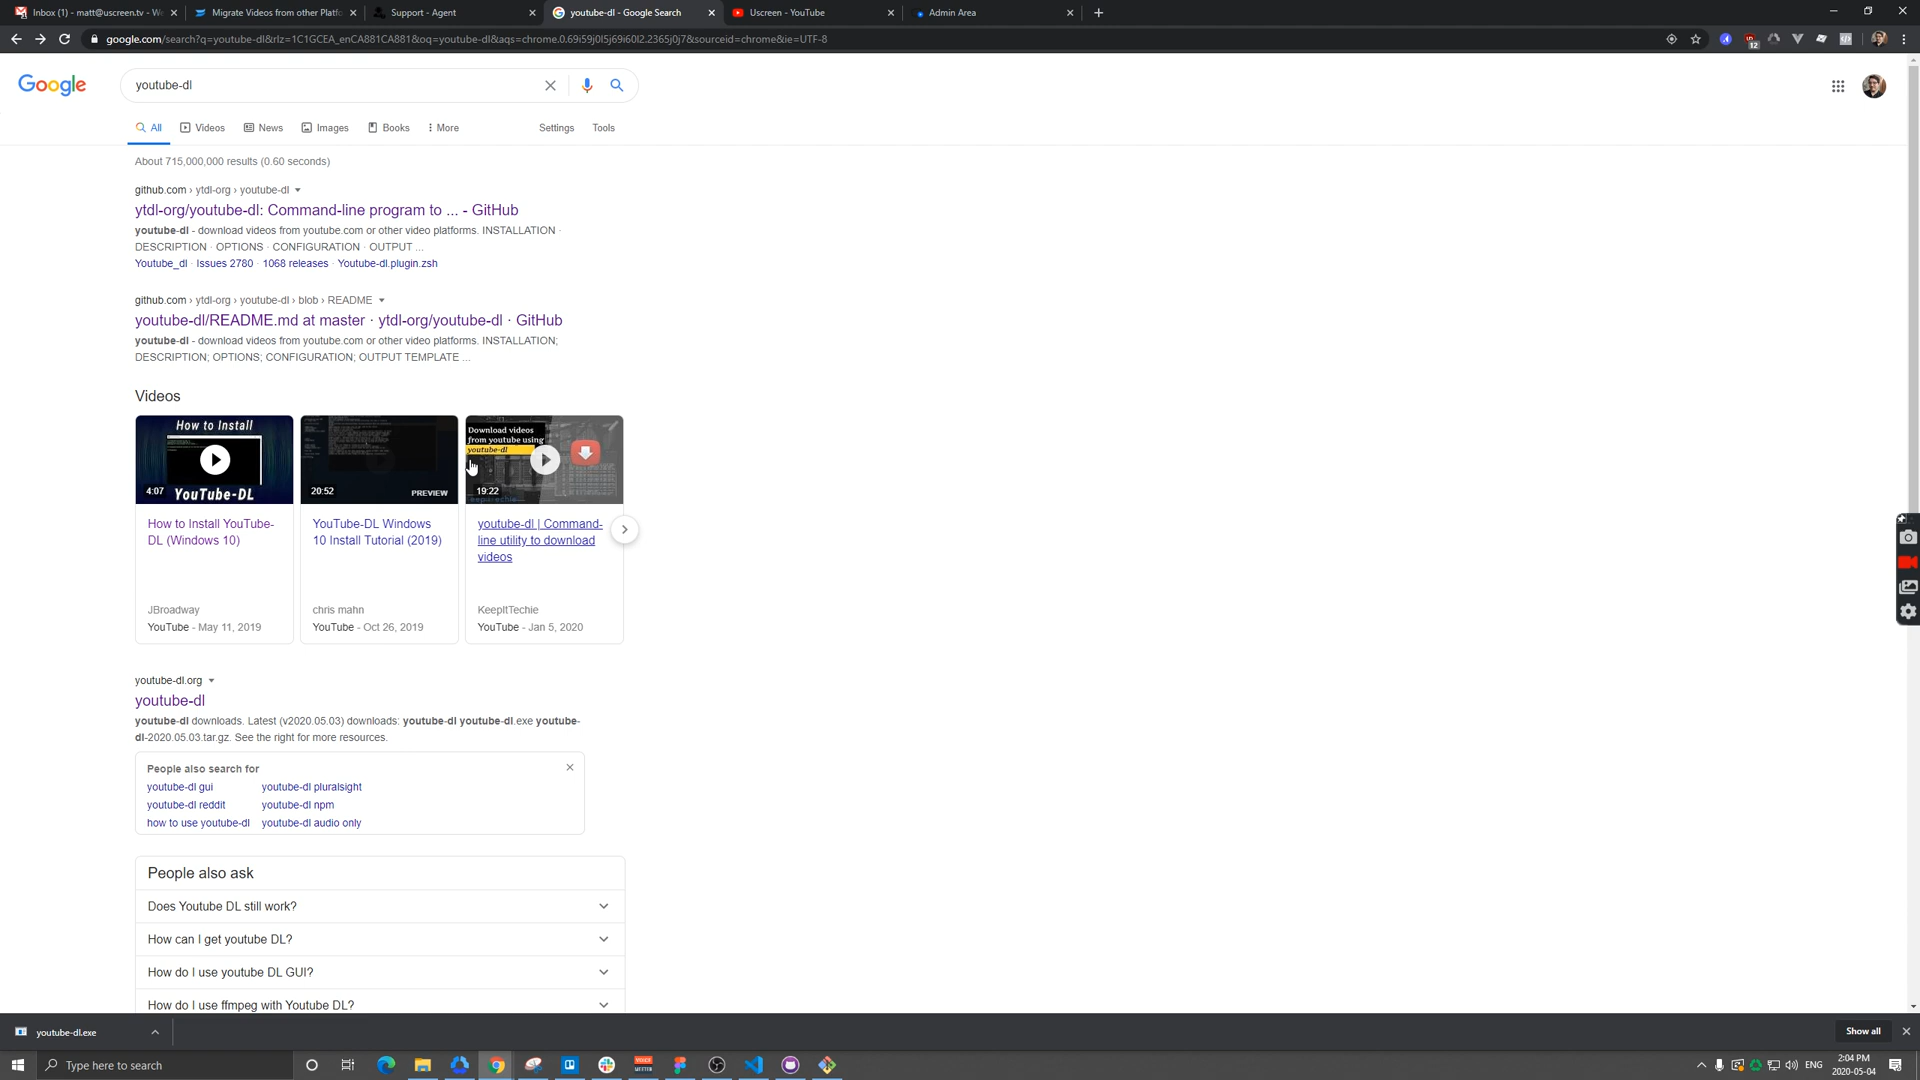 Inbox (1) - matt@uscreen.tv - We
Migrate Videos from other Platfo
Support - Agent
youtube-dl - Google Search
Uscreen - YouTube
Admin Area
google.com/search?q=youtube-dl&rlz=1C1GCEA_enCA881CA881&oq=youtube-dl&aqs=chrome.0.69i59j0l5j69i60l2.2365j0j7&sourceid=chrome&ie=UTF-8
12
Google
youtube-dl
All
Videos
News
Images
Books
More
Settings
Tools
About 715,000,000 results (0.60 seconds)
github.com › ytdl-org › youtube-dl
ytdl-org/youtube-dl: Command-line program to ... - GitHub
youtube-dl - download videos from youtube.com or other video platforms. INSTALLATION ·
DESCRIPTION · OPTIONS · CONFIGURATION · OUTPUT ...
Youtube_dl · Issues 2780 · 1068 releases · Youtube-dl.plugin.zsh
github.com › ytdl-org › youtube-dl › blob › README
youtube-dl/README.md at master · ytdl-org/youtube-dl · GitHub
youtube-dl - download videos from youtube.com or other video platforms. INSTALLATION;
DESCRIPTION; OPTIONS; CONFIGURATION; OUTPUT TEMPLATE ...
Videos
How to Install
YouTube-DL
4:07
20:52
PREVIEW
Download videos
from youtube using
youtube-dl
19:22
How to Install YouTube-
DL (Windows 10)
JBroadway
YouTube - May 11, 2019
YouTube-DL Windows
10 Install Tutorial (2019)
chris mahn
YouTube - Oct 26, 2019
youtube-dl | Command-
line utility to download
videos
KeepItTechie
YouTube - Jan 5, 2020
youtube-dl.org
youtube-dl
youtube-dl downloads. Latest (v2020.05.03) downloads: youtube-dl youtube-dl.exe youtube-
dl-2020.05.03.tar.gz. See the right for more resources.
People also search for
youtube-dl gui
youtube-dl pluralsight
youtube-dl reddit
youtube-dl npm
how to use youtube-dl
youtube-dl audio only
People also ask
Does Youtube DL still work?
How can I get youtube DL?
How do I use youtube DL GUI?
How do I use ffmpeg with Youtube DL?
youtube-dl.exe
Show all
Type here to search
ENG
2:04 PM
2020-05-04